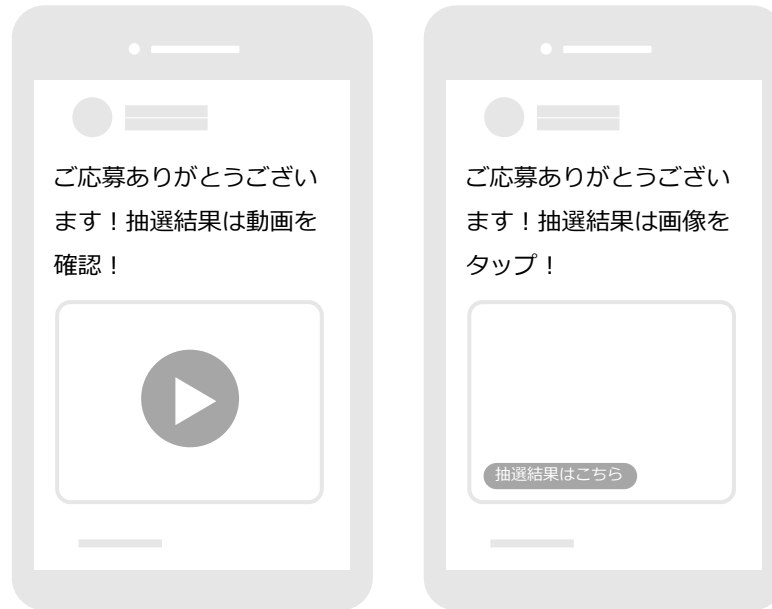 ご応募ありがとうござい
ます！抽選結果は動画を
確認！
ご応募ありがとうござい
ます！抽選結果は画像を
タップ！
抽選結果はこちら